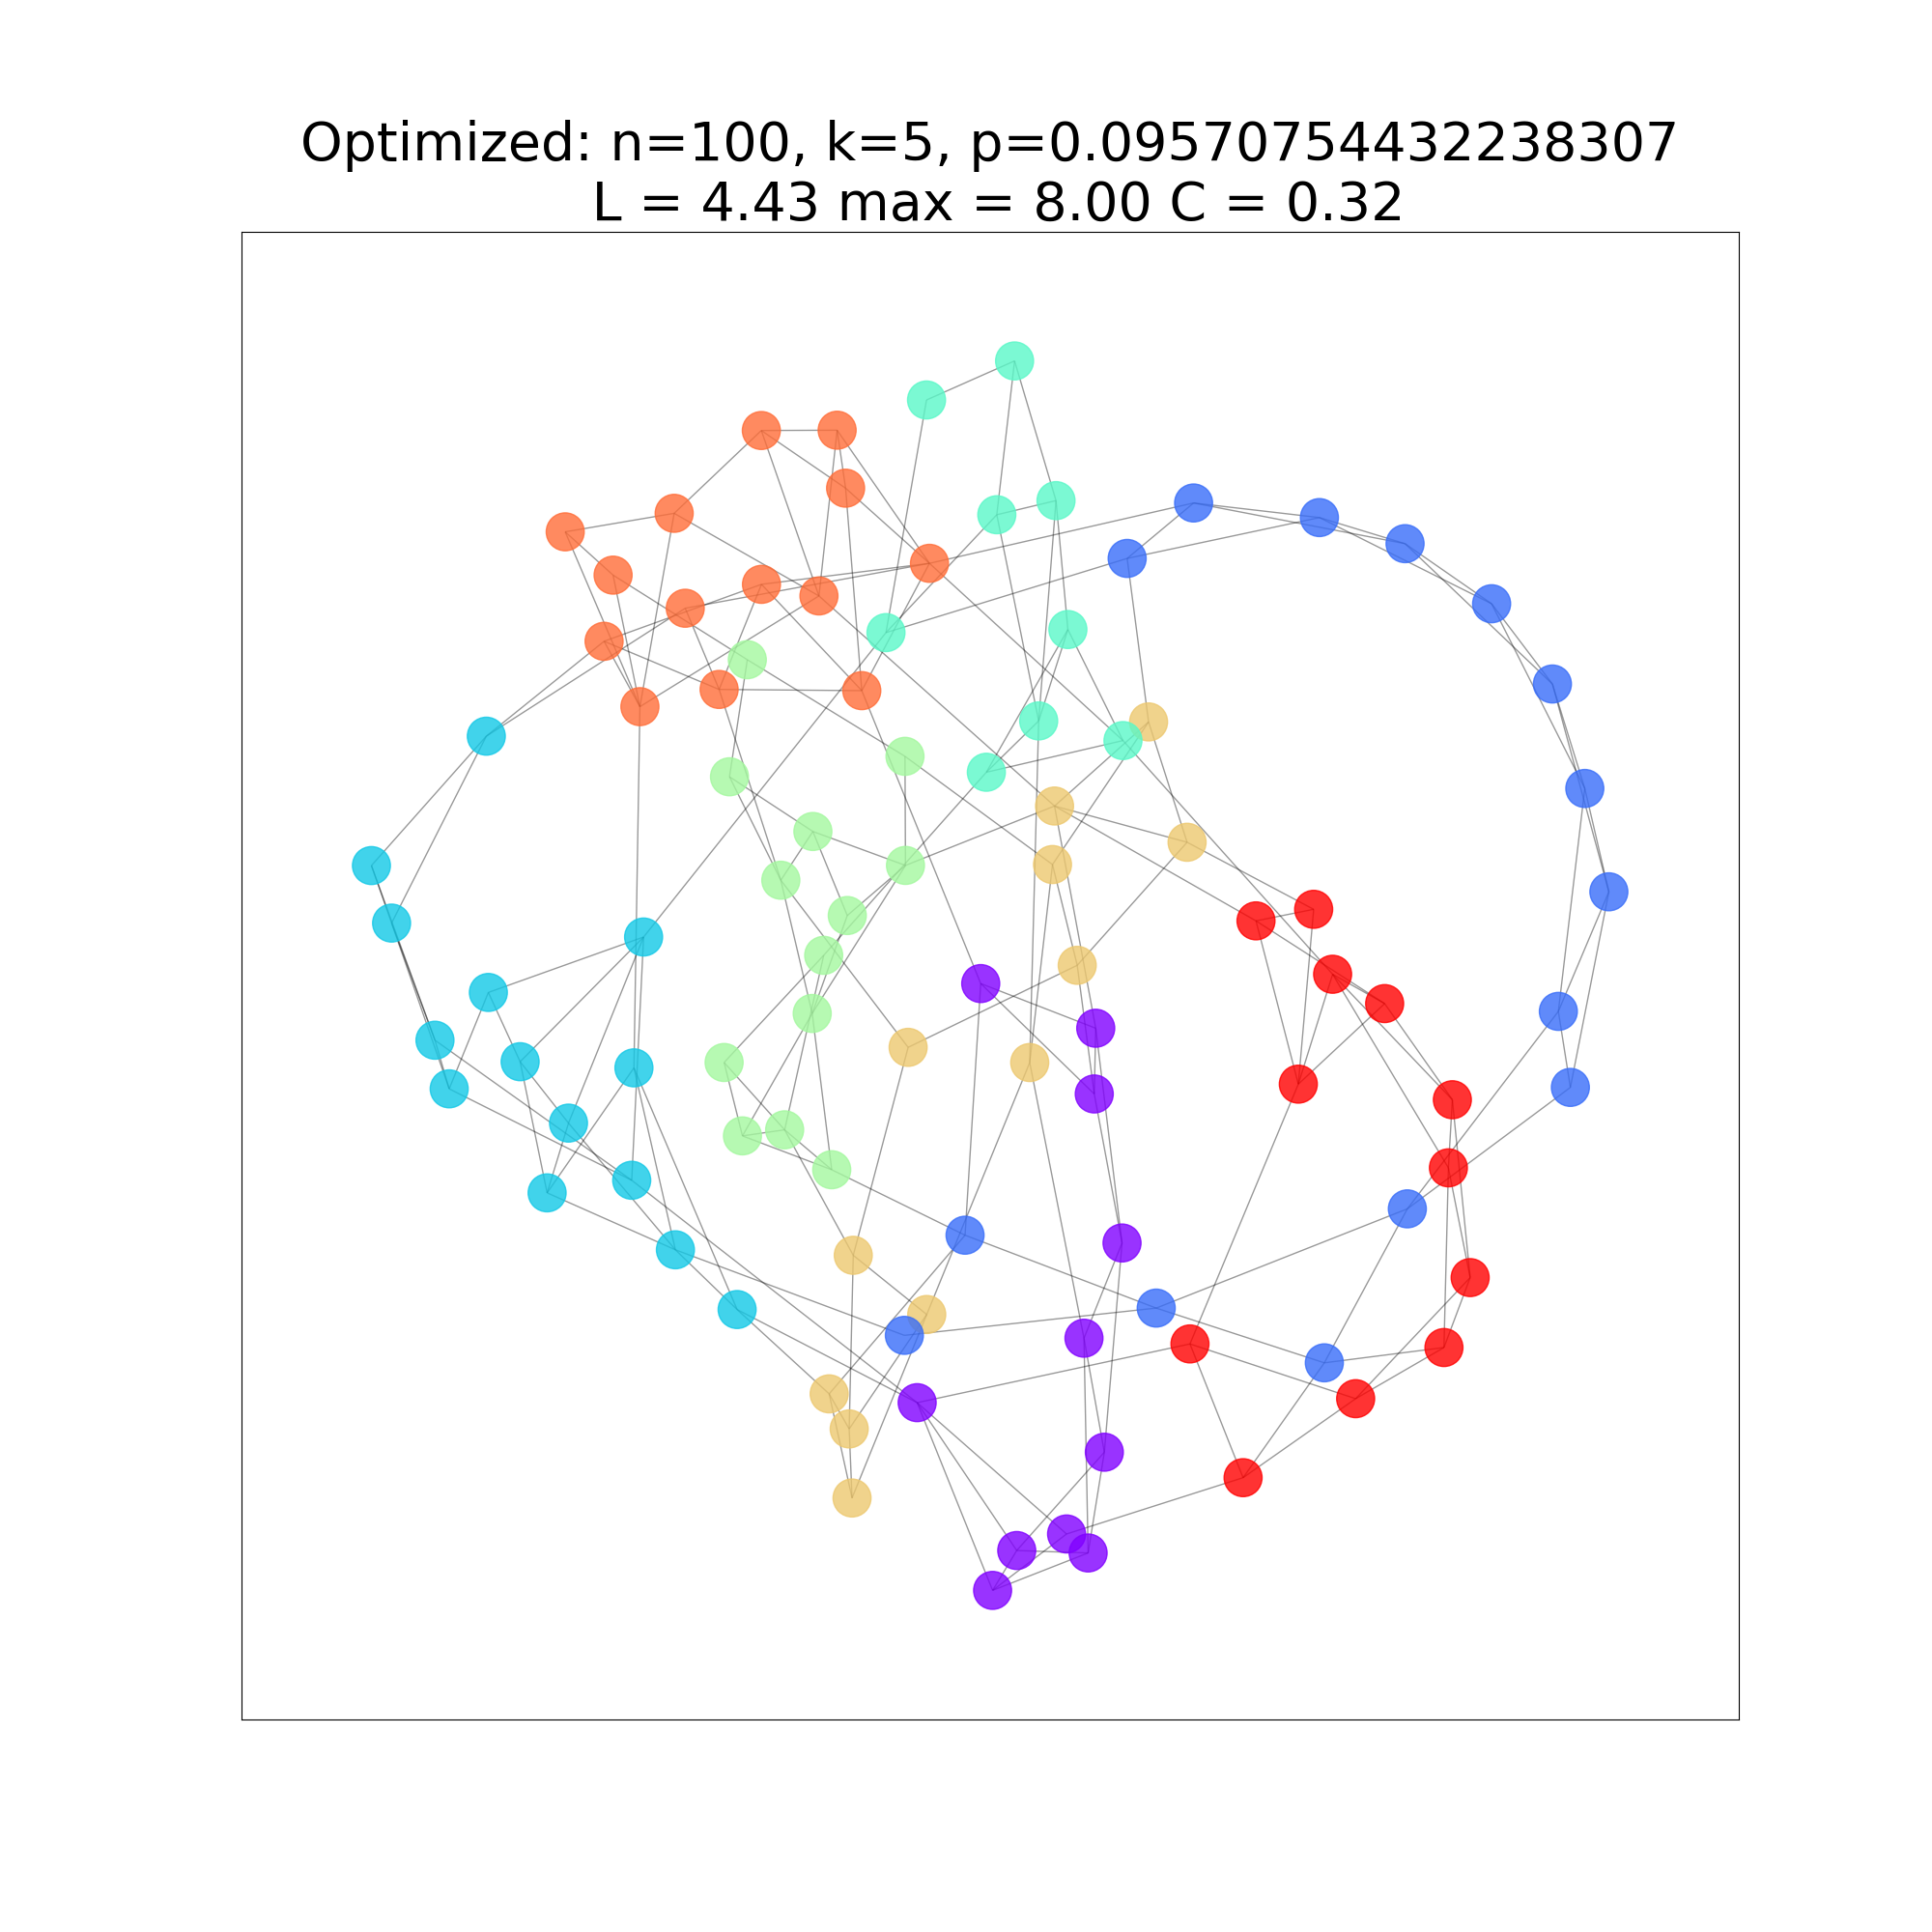 Optimized: n=100, k=5, p=0.09570754432238307
L = 4.43 max = 8.00 C = 0.32